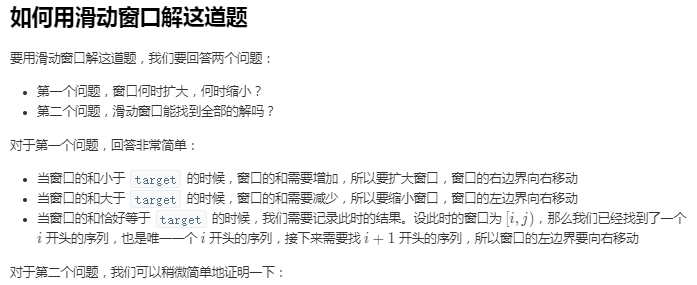 如何用滑动窗口解这道题
要用滑动窗口解这道题，我们要回答两个问题：
• 第一个问题，窗口何时扩大，何时缩小？
• 第二个问题，滑动窗口能找到全部的解吗？
对于第一个问题，回答非常简单：
• 当窗口的和小于 target 的时候，窗口的和需要增加，所以要扩大窗口，窗口的右边界向右移动
• 当窗口的和大于 target 的时候，窗口的和需要减少，所以要缩小窗口，窗口的左边界向右移动
• 当窗口的和恰好等于 target 的时候，我们需要记录此时的结果。设此时的窗口为 [i, j)，那么我们已经找到了一个
i 开头的序列，也是唯一一个 i 开头的序列，接下来需要找 i + 1 开头的序列，所以窗口的左边界要向右移动
对于第二个问题，我们可以稍微简单地证明一下：